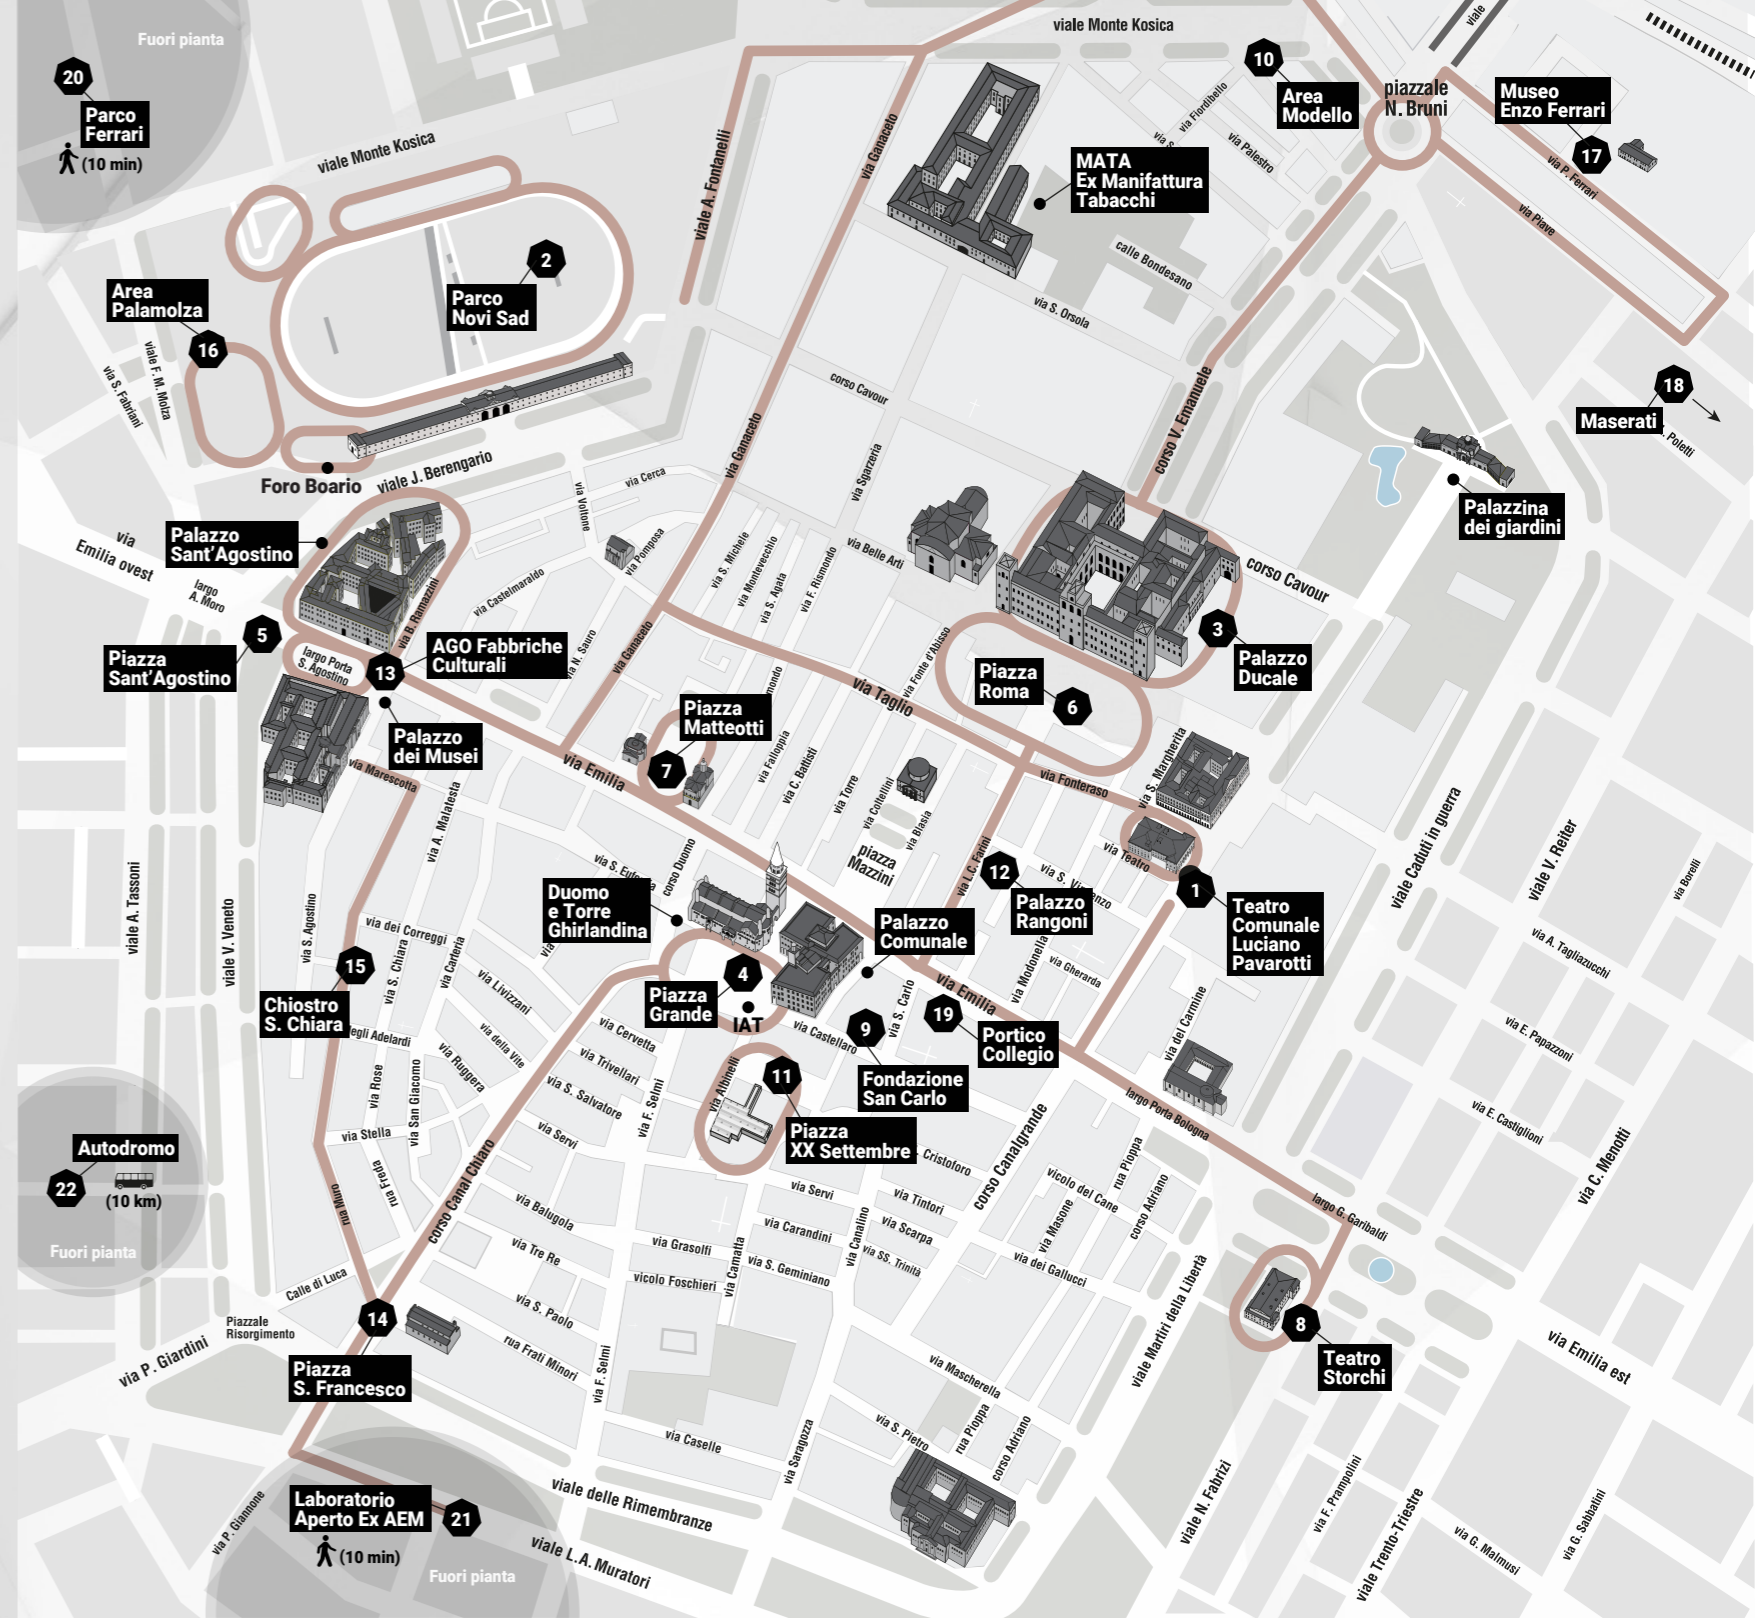 Fuori pianta
20
Parco
Ferrari
(10 min)
viale Monte Kosica
viale Monte Kosica
viale
10
Area
Modello
piazzale
N. Bruni
Museo
Enzo Ferrari
17
via P. Ferrari
via Piave
via Fiordibello
via S
via Palestro
MATA
Ex Manifattura
Tabacchi
calle Bondesano
via S. Orsola
viale A. Fontanelli
via Ganaceto
2
Parco
Novi Sad
Area
Palamolza
16
viale F. M. Molza
via S. Fabriani
Foro Boario
viale J. Berengario
corso Cavour
via Ganaceto
via Sgarzeria
corso V. Emanuele
18
Maserati
Poletti
Palazzina
dei giardini
via
Emilia ovest
Palazzo
Sant'Agostino
largo
A. Moro
via B. Ramazzini
via Voltone
via Cerca
via Pomposa
via Castelmaraldo
via N. Sauro
via Ganaceto
via S. Michele
via Montevecchio
via S. Agata
via F. Rismondo
via Belle Arti
corso Cavour
5
Piazza
Sant'Agostino
largo Porta
S. Agostino
13
AGO Fabbriche
Culturali
3
Palazzo
Ducale
Piazza
Roma
6
via Fonte d'Abisso
via Taglio
mondo
Piazza
Matteotti
7
Palazzo
dei Musei
via Marescotta
via Emilia
via Falloppia
via C. Battisti
via Torre
via Coltellini
via Blasia
piazza
Mazzini
via Fonteraso
via S. Margherita
via Teatro
via L.C. Farini
12
Palazzo
Rangoni
1
Teatro
Comunale
Luciano
Pavarotti
via A. Malatesta
corso Duomo
Duomo
e Torre
Ghirlandina
Palazzo
Comunale
via
viale A. Tassoni
viale V. Veneto
via S. Agostino
via dei Correggi
via S. Chiara
via Carteria
via Livizzani
15
Chiostro
S. Chiara
egli Adelardi
via della Vite
via Ruggera
via Rose
via San Giacomo
via Stella
rua Freda
rua Muro
4
Piazza
Grande
IAT
via Castellaro
9
Fondazione
San Carlo
via S. Carlo
19
Portico
Collegio
via Emilia
via Modonella
via Gherarda
via del Carmine
largo Porta Bologna
viale Caduti in guerra
viale V. Reiter
via Borelli
via A. Tagliazucchi
via E. Papazzoni
via E. Castiglioni
via C. Menotti
via Cervetta
via Trivellari
via S. Salvatore
via Servi
via F. Selmi
via Albinelli
11
Piazza
XX Settembre
Cristoforo
corso Canalgrande
via Servi
via Tintori
via Carandini
via Scarpa
via Canalino
via SS. Trinità
via S. Geminiano
via Grasolfi
vicolo Foschieri
via Camatta
vicolo del Cane
rua Pioppa
corso Adriano
via Masone
via dei Gallucci
largo G. Garibaldi
viale Martiri della Libertà
8
Teatro
Storchi
via Emilia est
Autodromo
22
(10 km)
Fuori pianta
corso Canal Chiaro
via Balugola
via Tre Re
via S. Paolo
rua Frati Minori
via F. Selmi
Calle di Luca
Piazzale
Risorgimento
via P. Giardini
14
Piazza
S. Francesco
via Caselle
via Saragozza
via Mascherella
via S. Pietro
rua Pioppa
corso Adriano
viale delle Rimembranze
viale L.A. Muratori
Laboratorio
Aperto Ex AEM
21
(10 min)
Fuori pianta
via P. Giannone
viale N. Fabrizi
via F. Prampolini
viale Trento-Triestre
via G. Malmusi
via G. Sabbatini